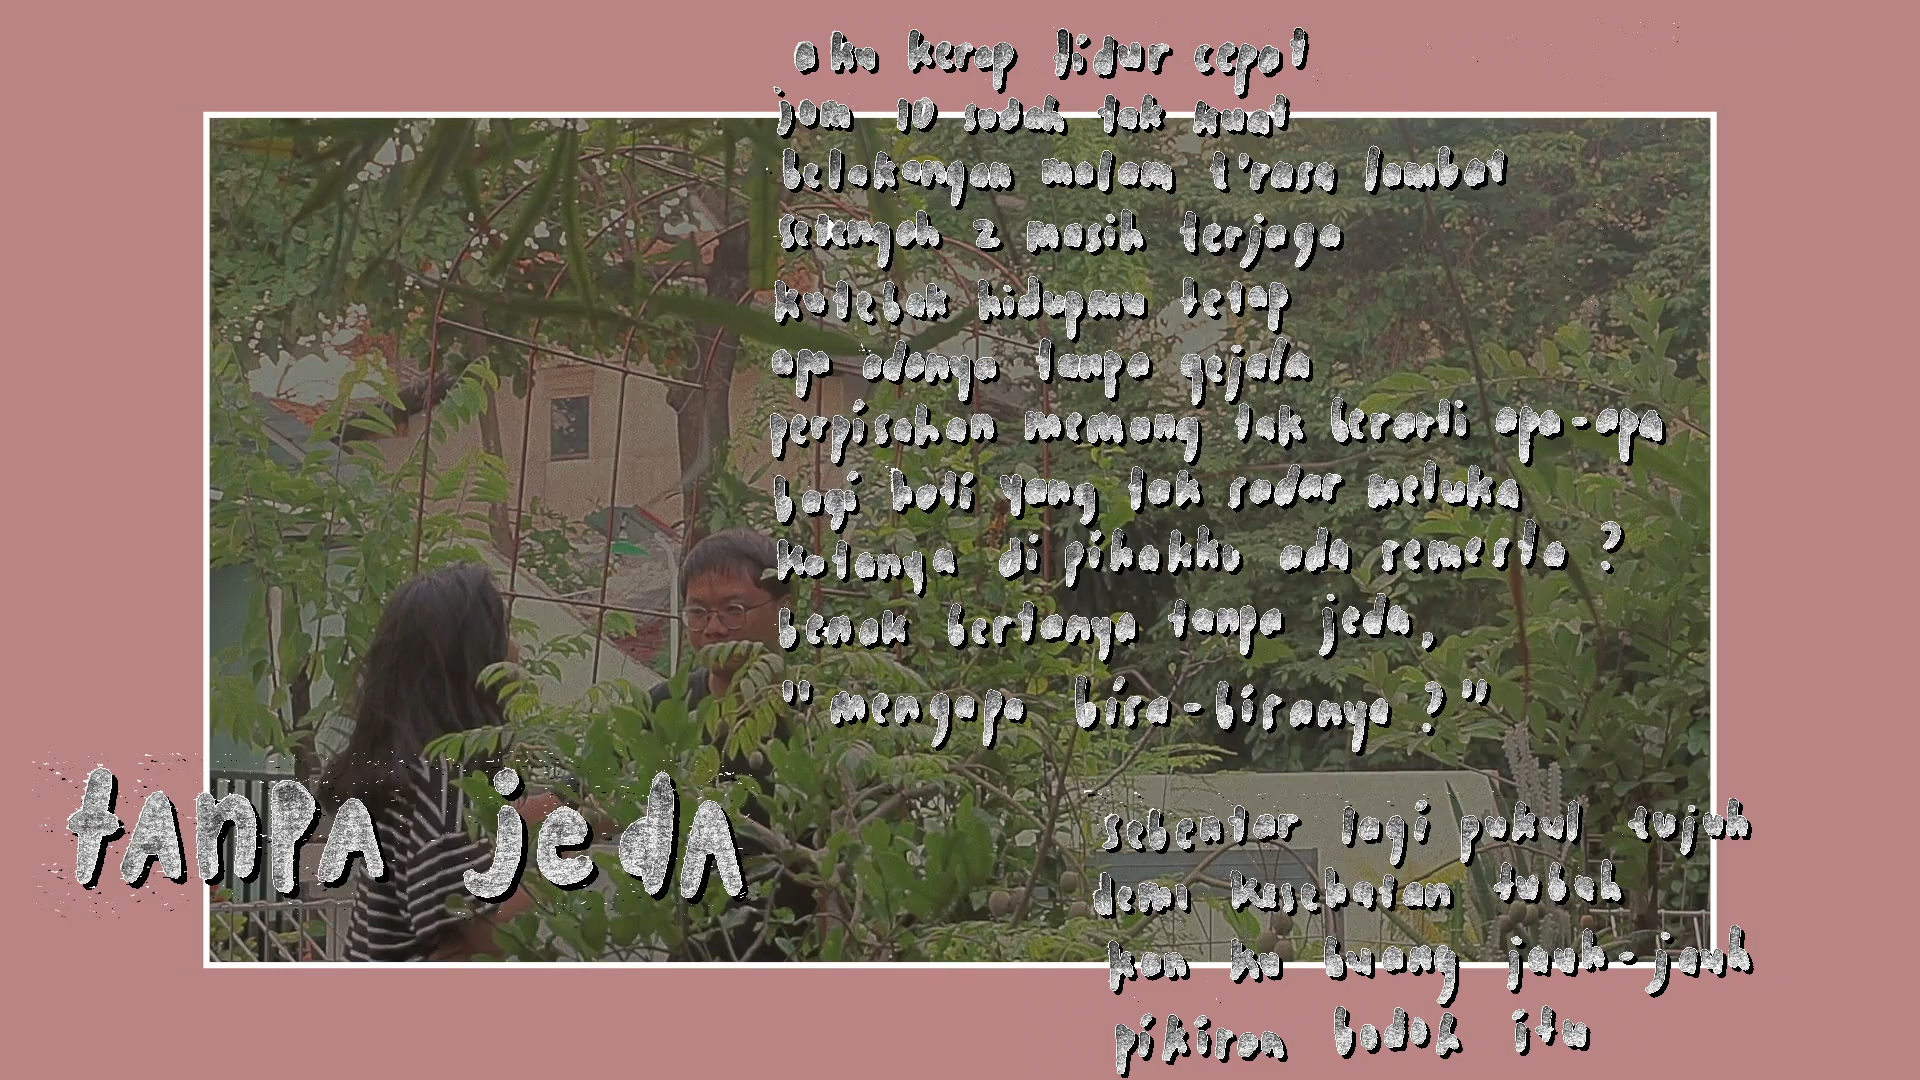 aku kerap tidur cepat
jam 10 sudah tak kuat
belakangan malam t'rasa lambat
setengah 2 masih terjaga
kutebak hidupmu tetap
apa adanya tanpa gejala
perpisahan memang tak berarti apa-apa
bagi hati yang tak sadar meluka
katanya di pihakku ada semesta ?
benak bertanya tanpa jeda,
"mengapa bira-biranya ?"
tanpa jeda
sebentar lagi pukul tujuh
demi kesehatan tubuh
kan ku buang jauh-jauh
pikiran bodoh itu